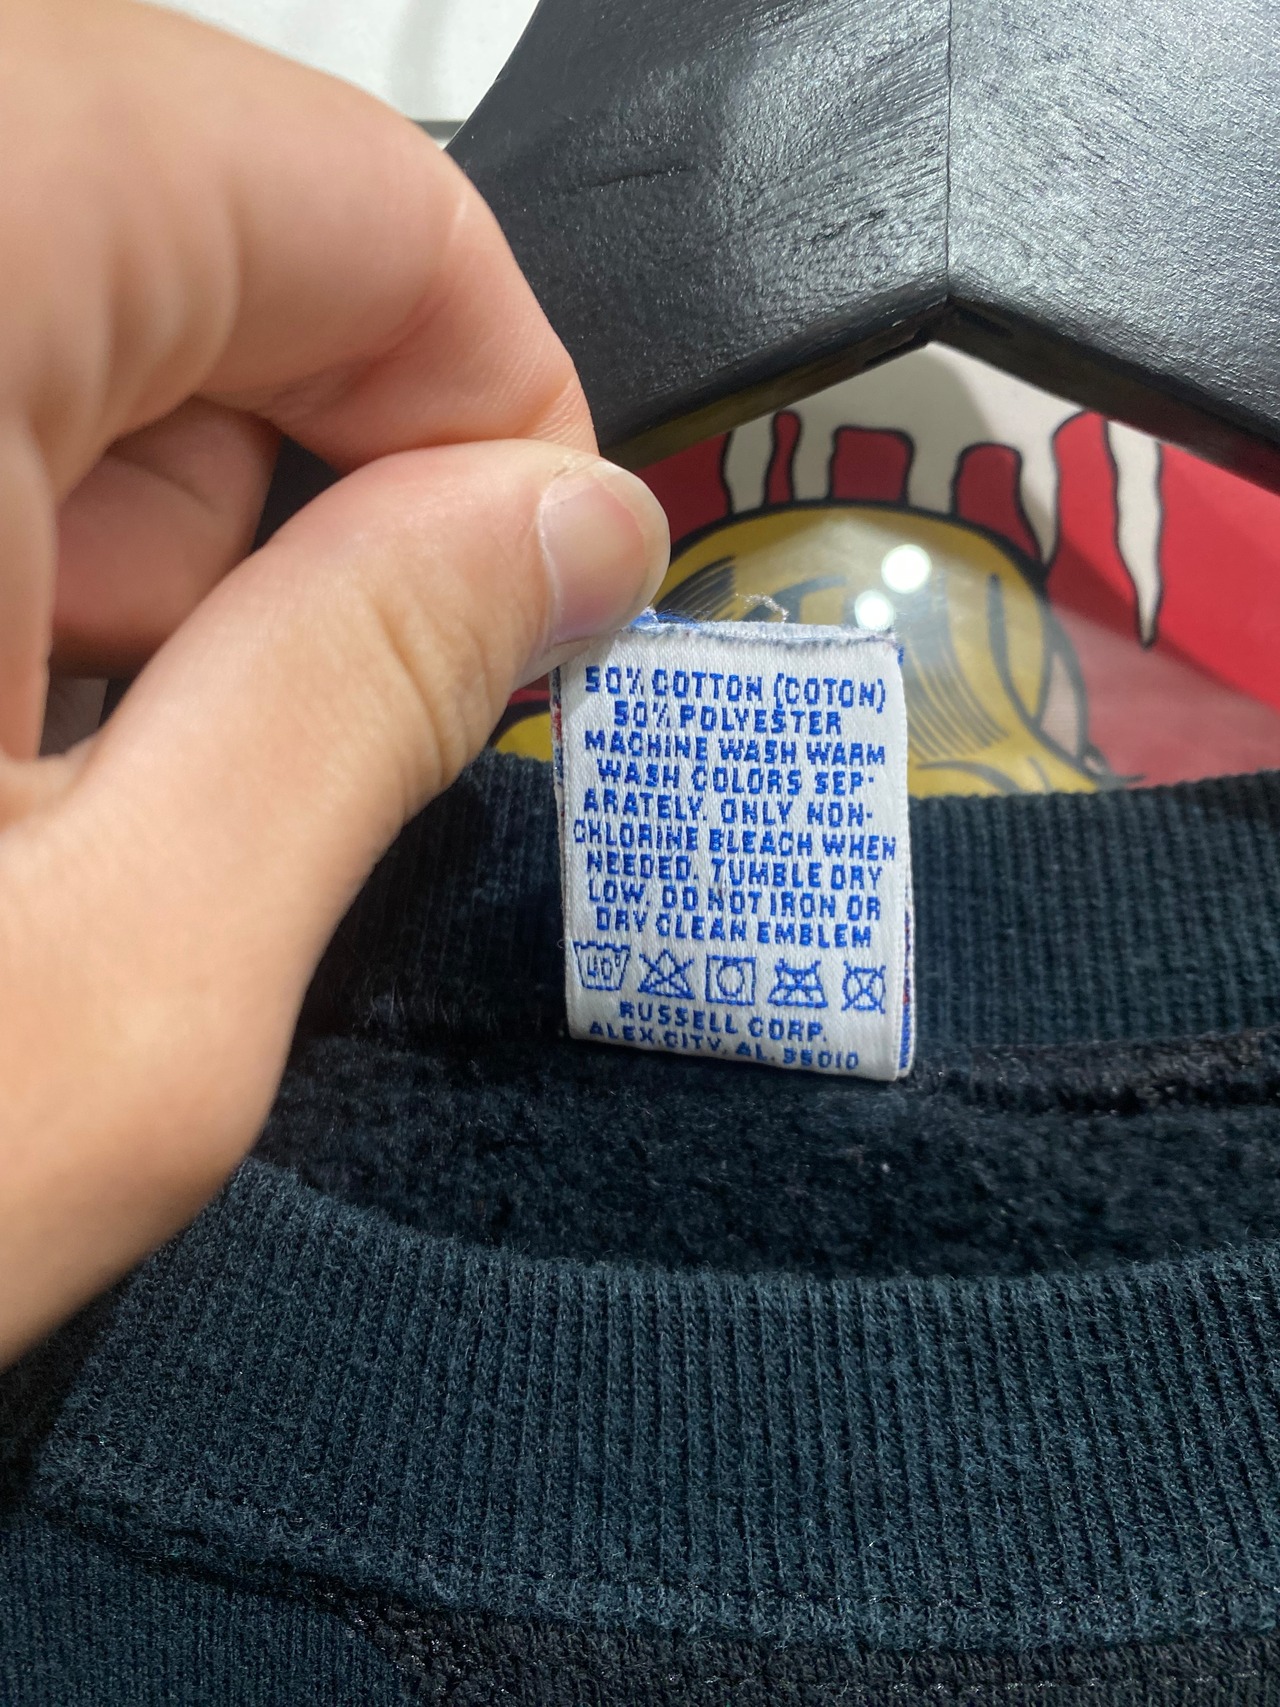 50% COTTON (COTON)
50% POLYESTER
MACHINE WASH WARM
WASH COLORS SEP-
ARATELY. ONLY NON-
CHLORINE BLEACH WHEN
NEEDED. TUMBLE DRY
LOW. DO NOT IRON OR
DRY CLEAN EMBLEM
40°
RUSSELL CORP.
ALEX.CITY, AL. 35010